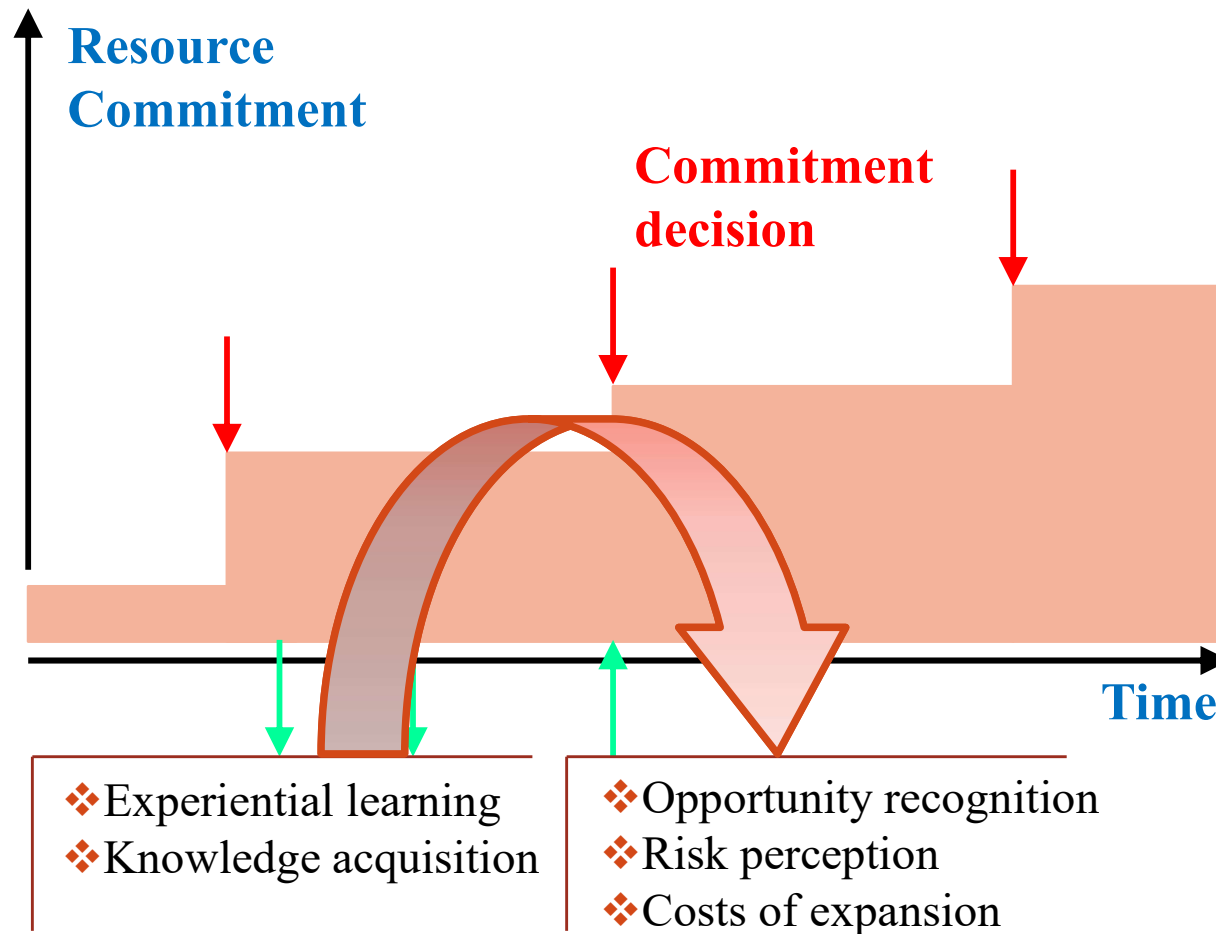 Resource
Commitment
Commitment
decision
Time
❖Experiential learning
❖Knowledge acquisition
❖Opportunity recognition
❖Risk perception
❖Costs of expansion